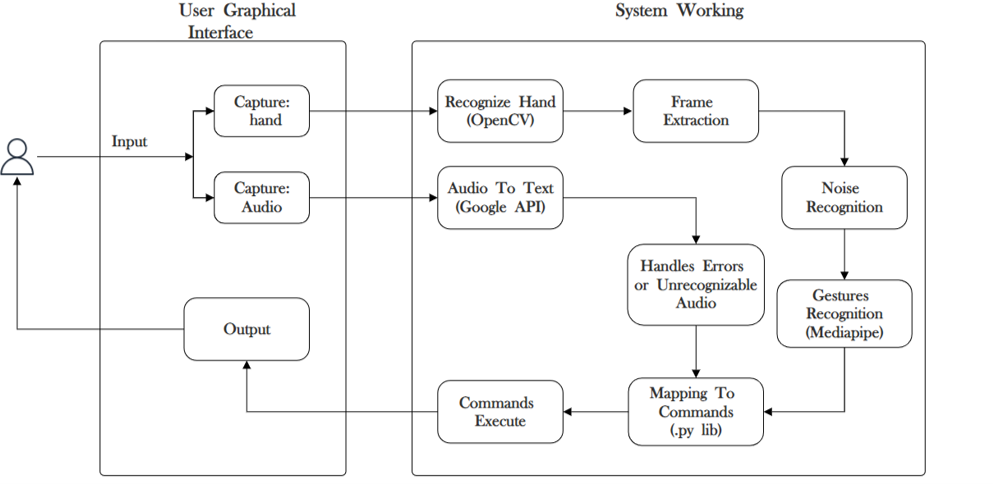 User Graphical
Interface
System Working
Input
Capture:
hand
Recognize Hand
(OpenCV)
Frame
Extraction
Capture:
Audio
Audio To Text
(Google API)
Noise
Recognition
Handles Errors
or Unrecognizable
Audio
Gestures
Recognition
(Mediapipe)
Output
Commands
Execute
Mapping To
Commands
(.py lib)